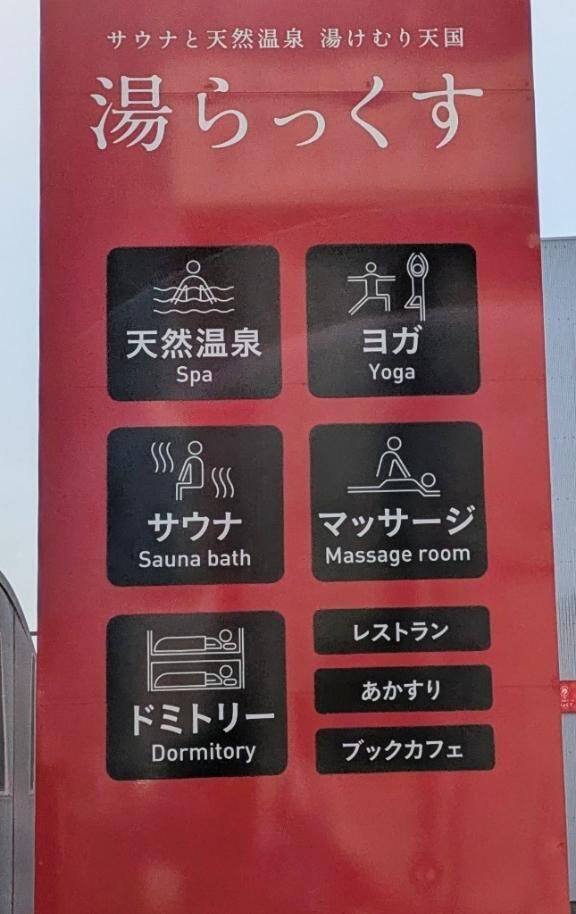 サウナと天然温泉 湯けむり天国
湯らっくす
天然温泉
Spa
ヨガ
Yoga
サウナ
Sauna bath
マッサージ
Massage room
ドミトリー
Dormitory
レストラン
あかすり
ブックカフェ